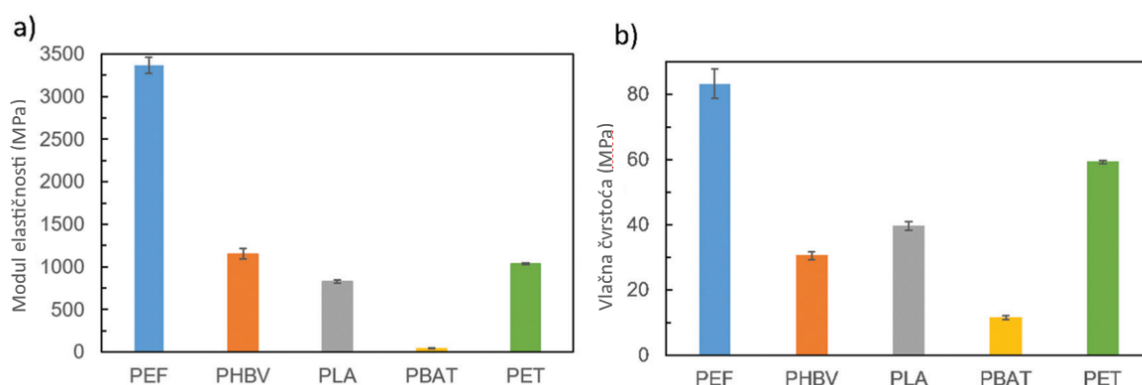 a)
Modul elastičnosti (MPa)
3500
3000
2500
2000
1500
1000
500
0
PEF PHBV PLA PBAT PET
b)
Vlačna čvrstoća (MPa)
80
60
40
20
0
PEF PHBV PLA PBAT PET